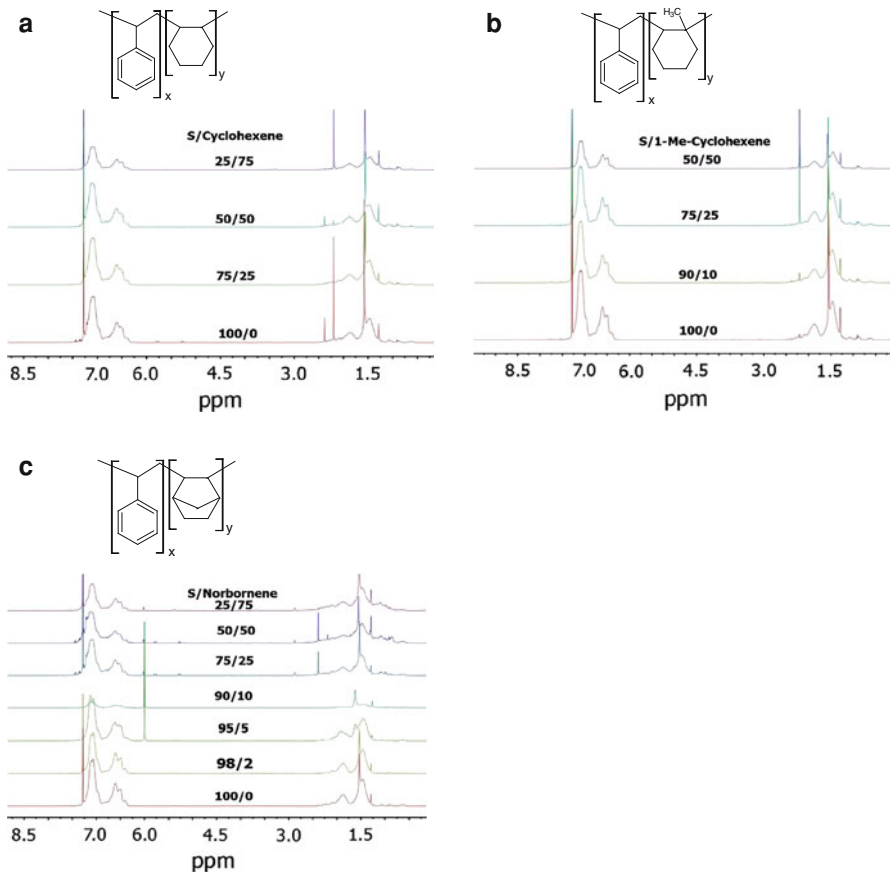 a
x
y
S/Cyclohexene
25/75
50/50
75/25
100/0
8.5 7.0 6.0 4.5 3.0 1.5
ppm
b
H₃C
x
y
S/1-Me-Cyclohexene
50/50
75/25
90/10
100/0
8.5 7.0 6.0 4.5 3.0 1.5
ppm
c
x
y
S/Norbornene
25/75
50/50
75/25
90/10
95/5
98/2
100/0
8.5 7.0 6.0 4.5 3.0 1.5
ppm